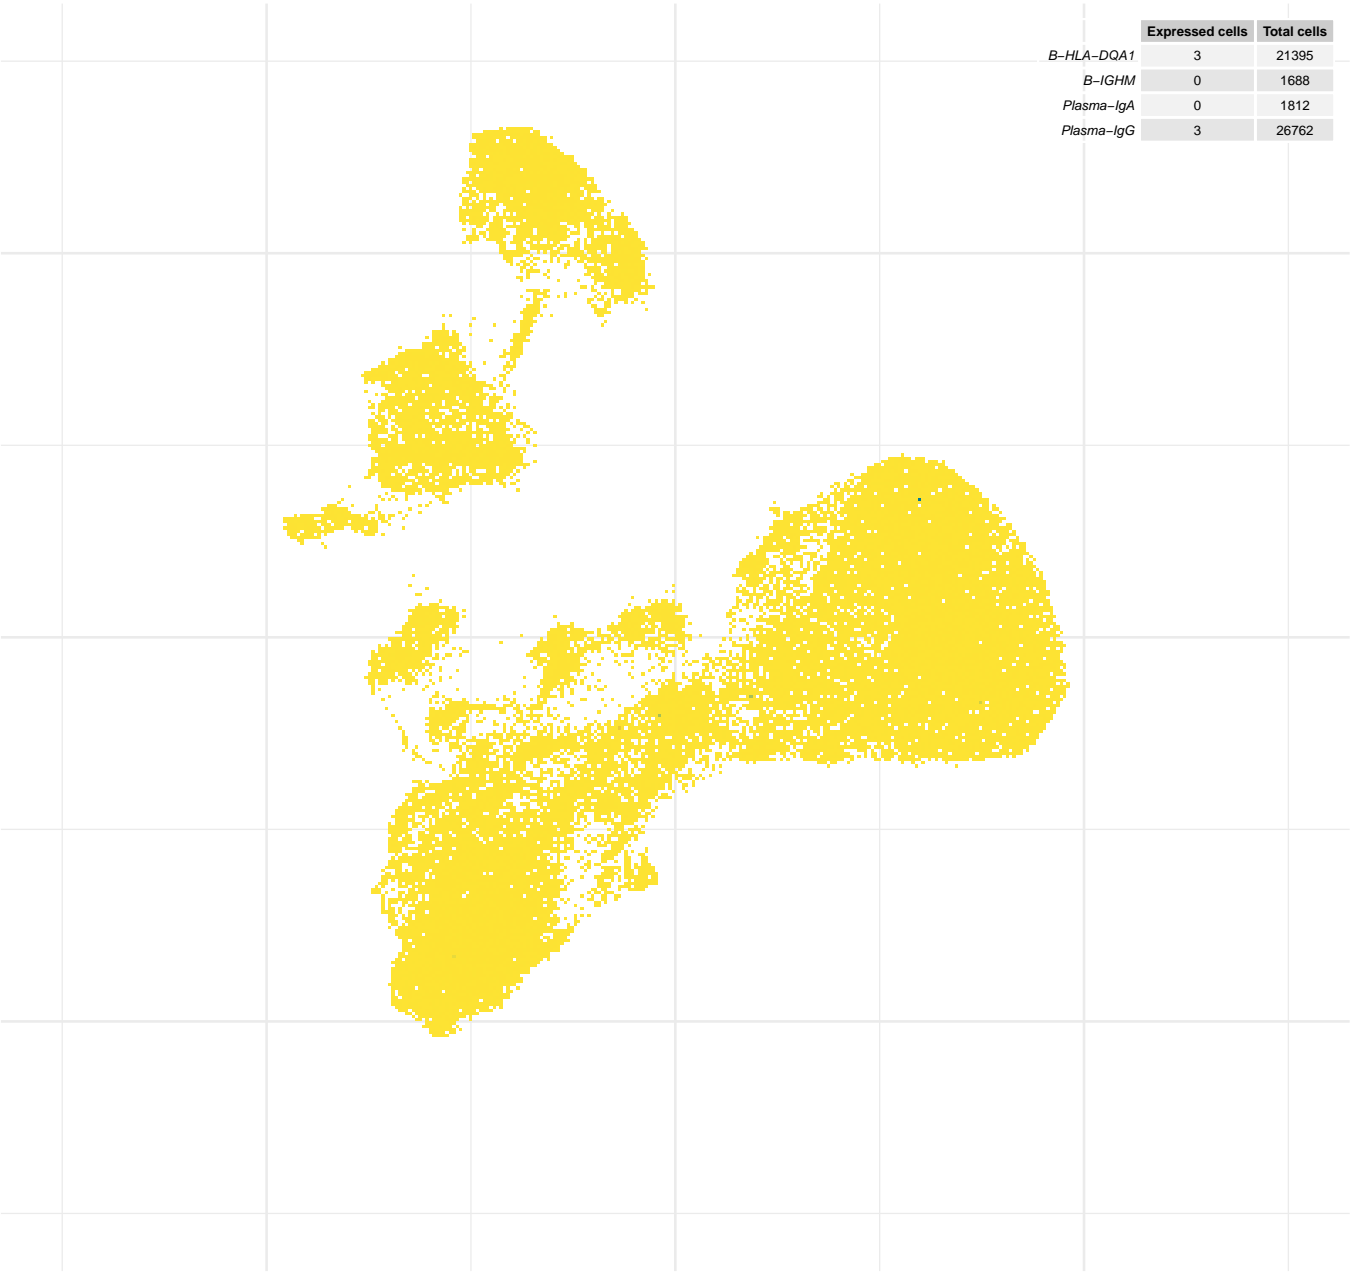 Expressed cells Total cells
B−HLA−DQA1 3 21395
B−IGHM 0 1688
Plasma−IgA 0 1812
Plasma−IgG 3 26762